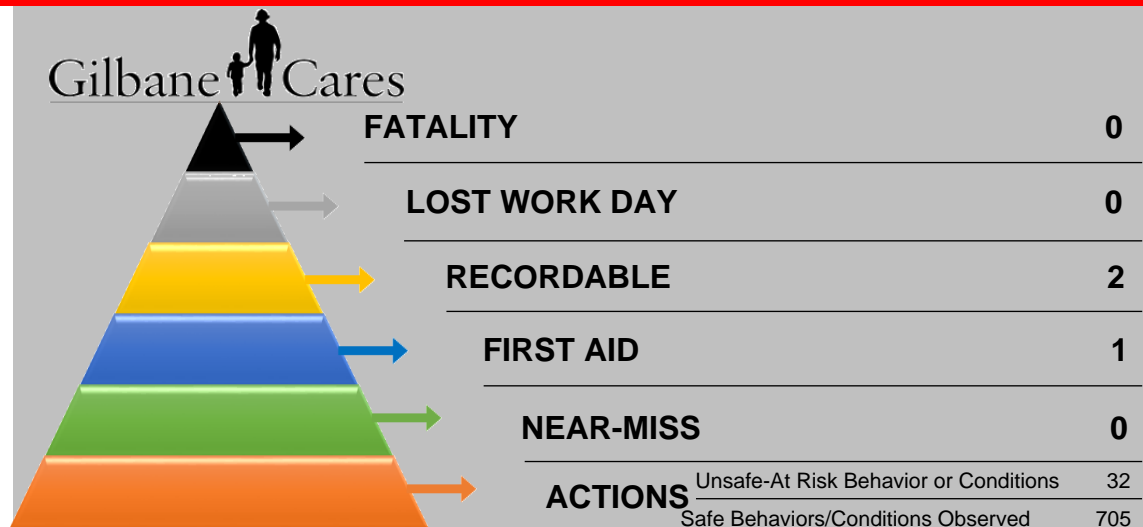 Gilbane Cares
FATALITY 0
LOST WORK DAY 0
RECORDABLE 2
FIRST AID 1
NEAR-MISS 0
ACTIONS
Unsafe-At Risk Behavior or Conditions 32
Safe Behaviors/Conditions Observed 705